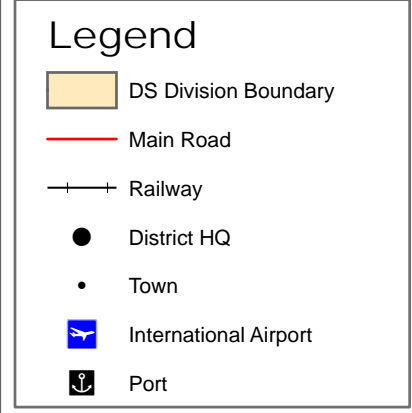 Legend
DS Division Boundary
Main Road
Railway
District HQ
Town
International Airport
Port